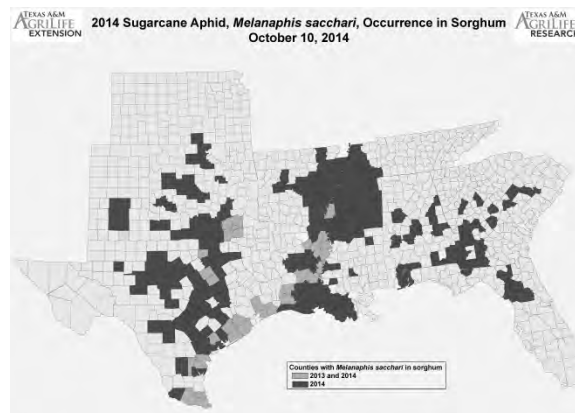 TEXAS A&M
AGRILIFE
EXTENSION
2014 Sugarcane Aphid, Melanaphis sacchari, Occurrence in Sorghum
October 10, 2014
TEXAS A&M
AGRILIFE
RESEARCH
Counties with Melanaphis sacchari in sorghum
2013 and 2014
2014